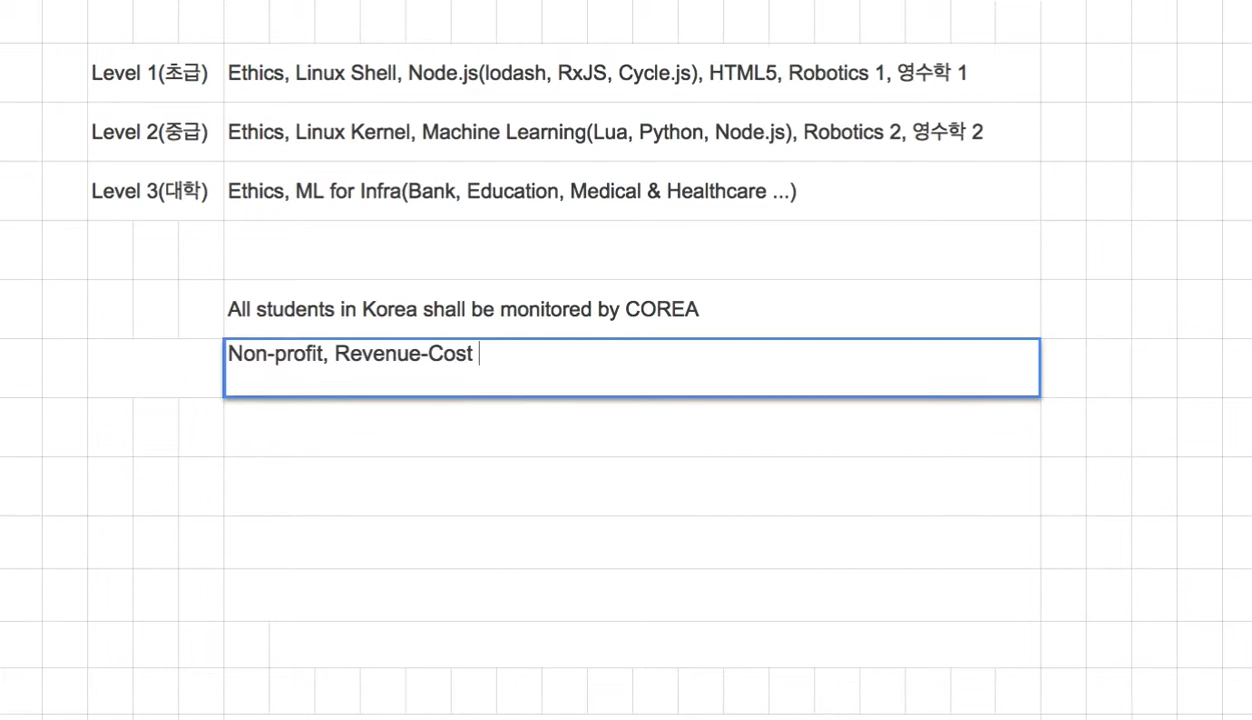 Level 1(초급) Ethics, Linux Shell, Node.js(lodash, RxJS, Cycle.js), HTML5, Robotics 1, 영수학 1
Level 2(중급) Ethics, Linux Kernel, Machine Learning(Lua, Python, Node.js), Robotics 2, 영수학 2
Level 3(대학) Ethics, ML for Infra(Bank, Education, Medical & Healthcare ...)
All students in Korea shall be monitored by COREA
Non-profit, Revenue-Cost